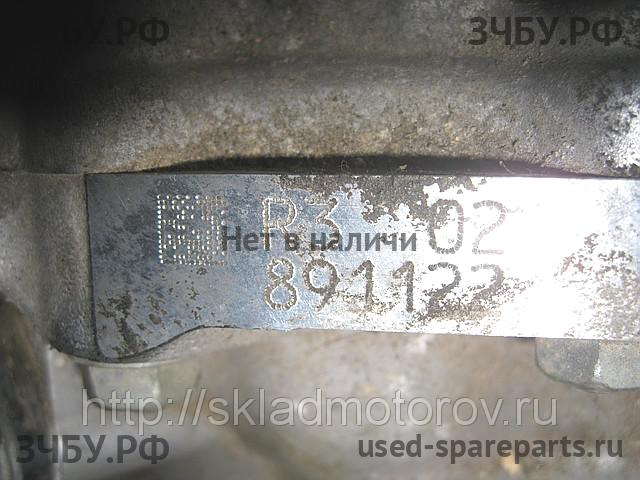 ЗЧБУ.РФ ЗЧБУ.РФ
R3 02
Нет в наличи
891122
http://skladmotorov.ru
ЗЧБУ.РФ used-spareparts.ru